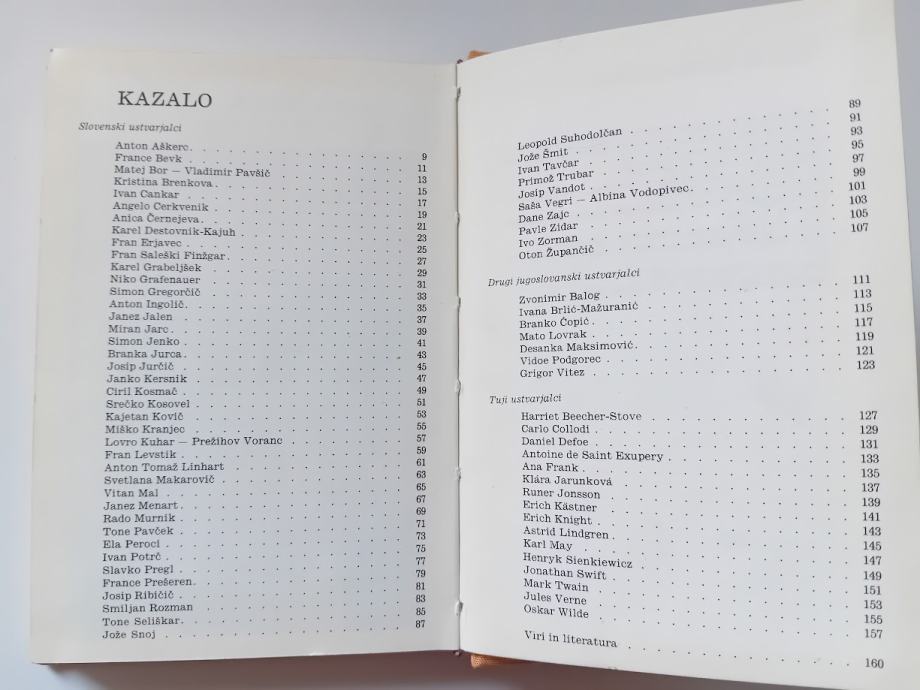 KAZALO
Slovenski ustvarjalci
Anton Aškerc. 9
France Bevk 11
Matej Bor — Vladimir Pavšič 13
Kristina Brenkova. 15
Ivan Cankar 17
Angelo Cerkvenik 19
Anica Černejeva. 21
Karel Destovnik-Kajuh 23
Fran Erjavec 25
Fran Saleški Finžgar. 27
Karel Grabeljšek 29
Niko Grafenauer 31
Simon Gregorčič 33
Anton Ingolič. 35
Janez Jalen 37
Miran Jarc. 39
Simon Jenko 41
Branka Jurca. 43
Josip Jurčič 45
Janko Kersnik 47
Ciril Kosmač 49
Srečko Kosovel 51
Kajetan Kovič 53
Miško Kranjec 55
Lovro Kuhar — Prežihov Voranc 57
Fran Levstik 59
Anton Tomaž Linhart 61
Svetlana Makarovič 63
Vitan Mal 65
Janez Menart. 67
Rado Murnik 69
Tone Pavček 71
Ela Peroci 73
Ivan Potrč 75
Slavko Pregl 77
France Prešeren. 79
Josip Ribičič 81
Smiljan Rozman 83
Tone Seliškar. 85
Jože Snoj 87
Leopold Suhodolčan 89
Jože Šmit 91
Ivan Tavčar 93
Primož Trubar 95
Josip Vandot 97
Saša Vegri — Albina Vodopivec. 99
Dane Zajc 101
Pavle Zidar 103
Ivo Zorman 105
Oton Župančič 107
Drugi jugoslovanski ustvarjalci
Zvonimir Balog 111
Ivana Brlić-Mažuranić 113
Branko Ćopić. 115
Mato Lovrak 117
Desanka Maksimović. 119
Vidoe Podgorec 121
Grigor Vitez 123
Tuji ustvarjalci
Harriet Beecher-Stove 127
Carlo Collodi 129
Daniel Defoe 131
Antoine de Saint Exupery 133
Ana Frank 135
Klára Jarunková 137
Runer Jonsson 139
Erich Kästner 141
Erich Knight 143
Astrid Lindgren 145
Karl May 147
Henryk Sienkiewicz 149
Jonathan Swift 151
Mark Twain 153
Jules Verne 155
Oskar Wilde 157
Viri in literatura 160